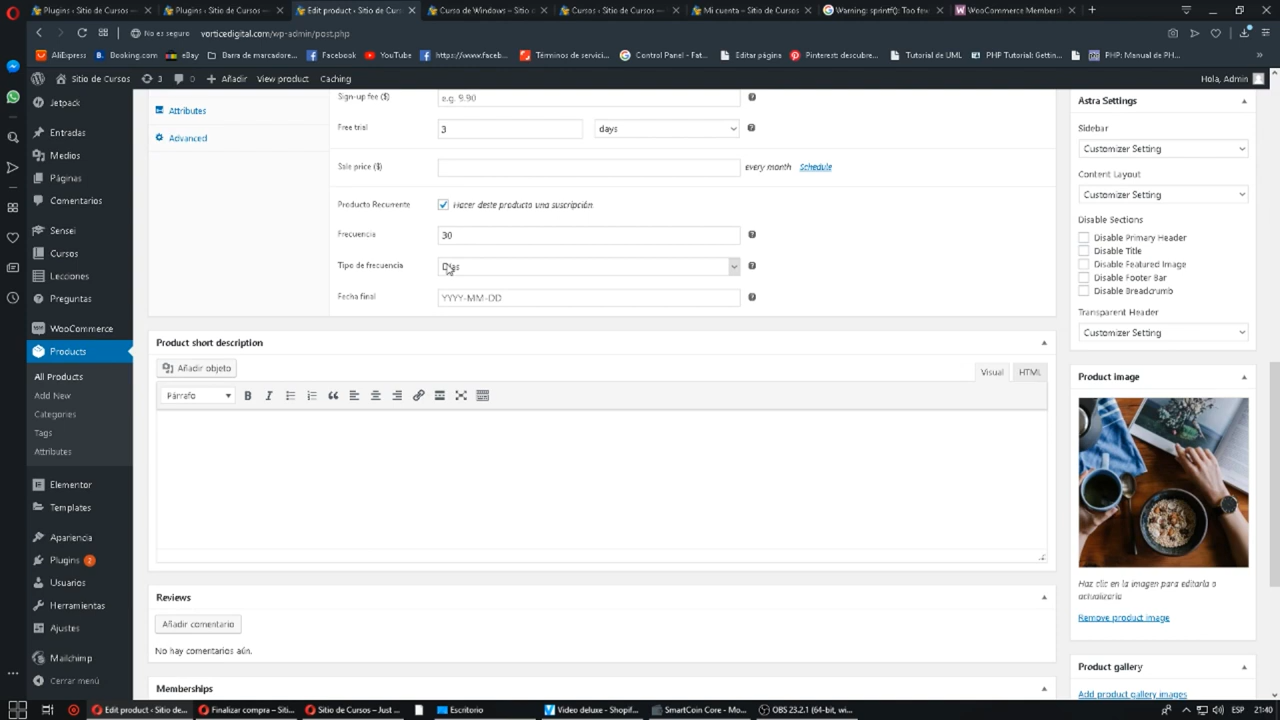 Plugins ‹ Sitio de Cursos —
Plugins ‹ Sitio de Cursos —
Edit product ‹ Sitio de Curs
Curso de Windows – Sitio
Cursos – Sitio de Cursos —
Mi cuenta – Sitio de Cursos
Warning: sprintf(): Too few
WooCommerce Membersh
No es seguro
vorticedigital.com/wp-admin/post.php
AliExpress
Booking.com
eBay
Barra de marcadore...
Facebook
YouTube
https://www.faceb...
Términos de servici...
Control Panel - Fat...
Editar página
Pinterest: descubre...
Tutorial de UML
PHP Tutorial: Gettin...
PHP: Manual de PH...
Sitio de Cursos
3
0
Añadir
View product
Caching
Hola, Admin
Jetpack
Entradas
Medios
Páginas
Comentarios
Sensei
Cursos
Lecciones
Preguntas
WooCommerce
Products
All Products
Add New
Categories
Tags
Attributes
Elementor
Templates
Apariencia
Plugins 2
Usuarios
Herramientas
Ajustes
Mailchimp
Cerrar menú
Attributes
Advanced
Sign-up fee ($)
e.g. 9.90
Free trial
3
days
Sale price ($)
every month
Schedule
Producto Recurrente
Hacer deste producto una suscripción.
Frecuencia
30
Tipo de frecuencia
Días
Fecha final
YYYY-MM-DD
Product short description
Añadir objeto
Visual
HTML
Párrafo
Reviews
Añadir comentario
No hay comentarios aún.
Memberships
Astra Settings
Sidebar
Customizer Setting
Content Layout
Customizer Setting
Disable Sections
Disable Primary Header
Disable Title
Disable Featured Image
Disable Footer Bar
Disable Breadcrumb
Transparent Header
Customizer Setting
Product image
Haz clic en la imagen para editarla o
actualizarla
Remove product image
Product gallery
Add product gallery images
Edit product ‹ Sitio de...
Finalizar compra – Siti...
Sitio de Cursos – Just ...
Escritorio
Video deluxe - Shopif...
SmartCoin Core - Mo...
OBS 23.2.1 (64-bit, wi...
ESP
21:40